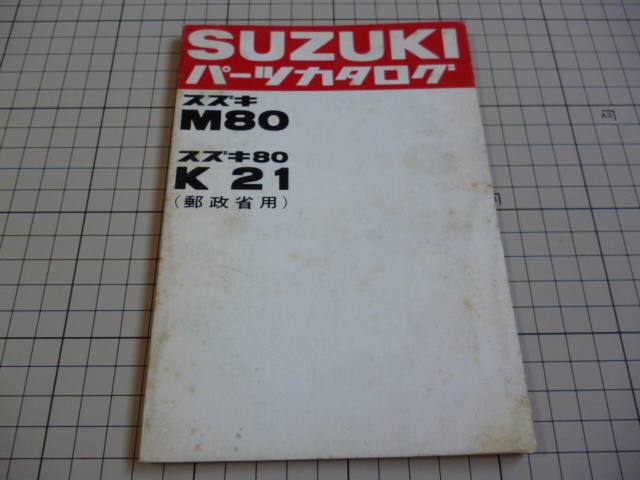 SUZUKI
パーツカタログ
スズキ
M80
スズキ80
K 21
(郵政省用)